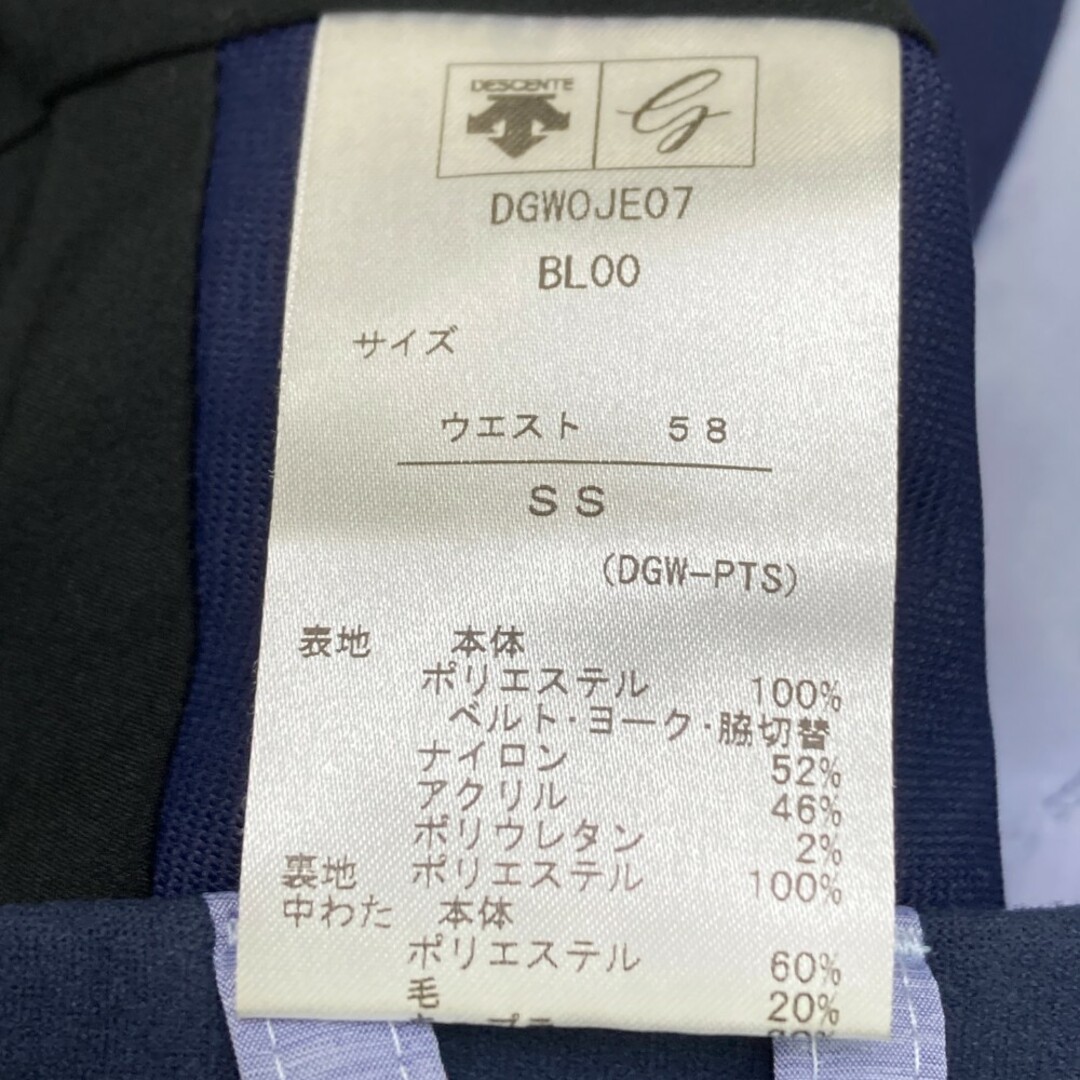 DESCENTE
G
DGWOJE07
BL00
サイズ
ウエスト 58
SS
(DGW-PTS)
表地 本体
ポリエステル 100%
ベルト・ヨーク・脇切替
ナイロン 52%
アクリル 46%
ポリウレタン 2%
裏地 ポリエステル 100%
中わた 本体
ポリエステル 60%
毛 20%